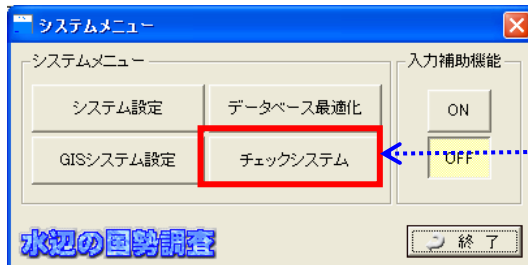 システムメニュー
システムメニュー
入力補助機能
システム設定
データベース最適化
ON
GISシステム設定
チェックシステム
OFF
水辺の国勢調査
終 了